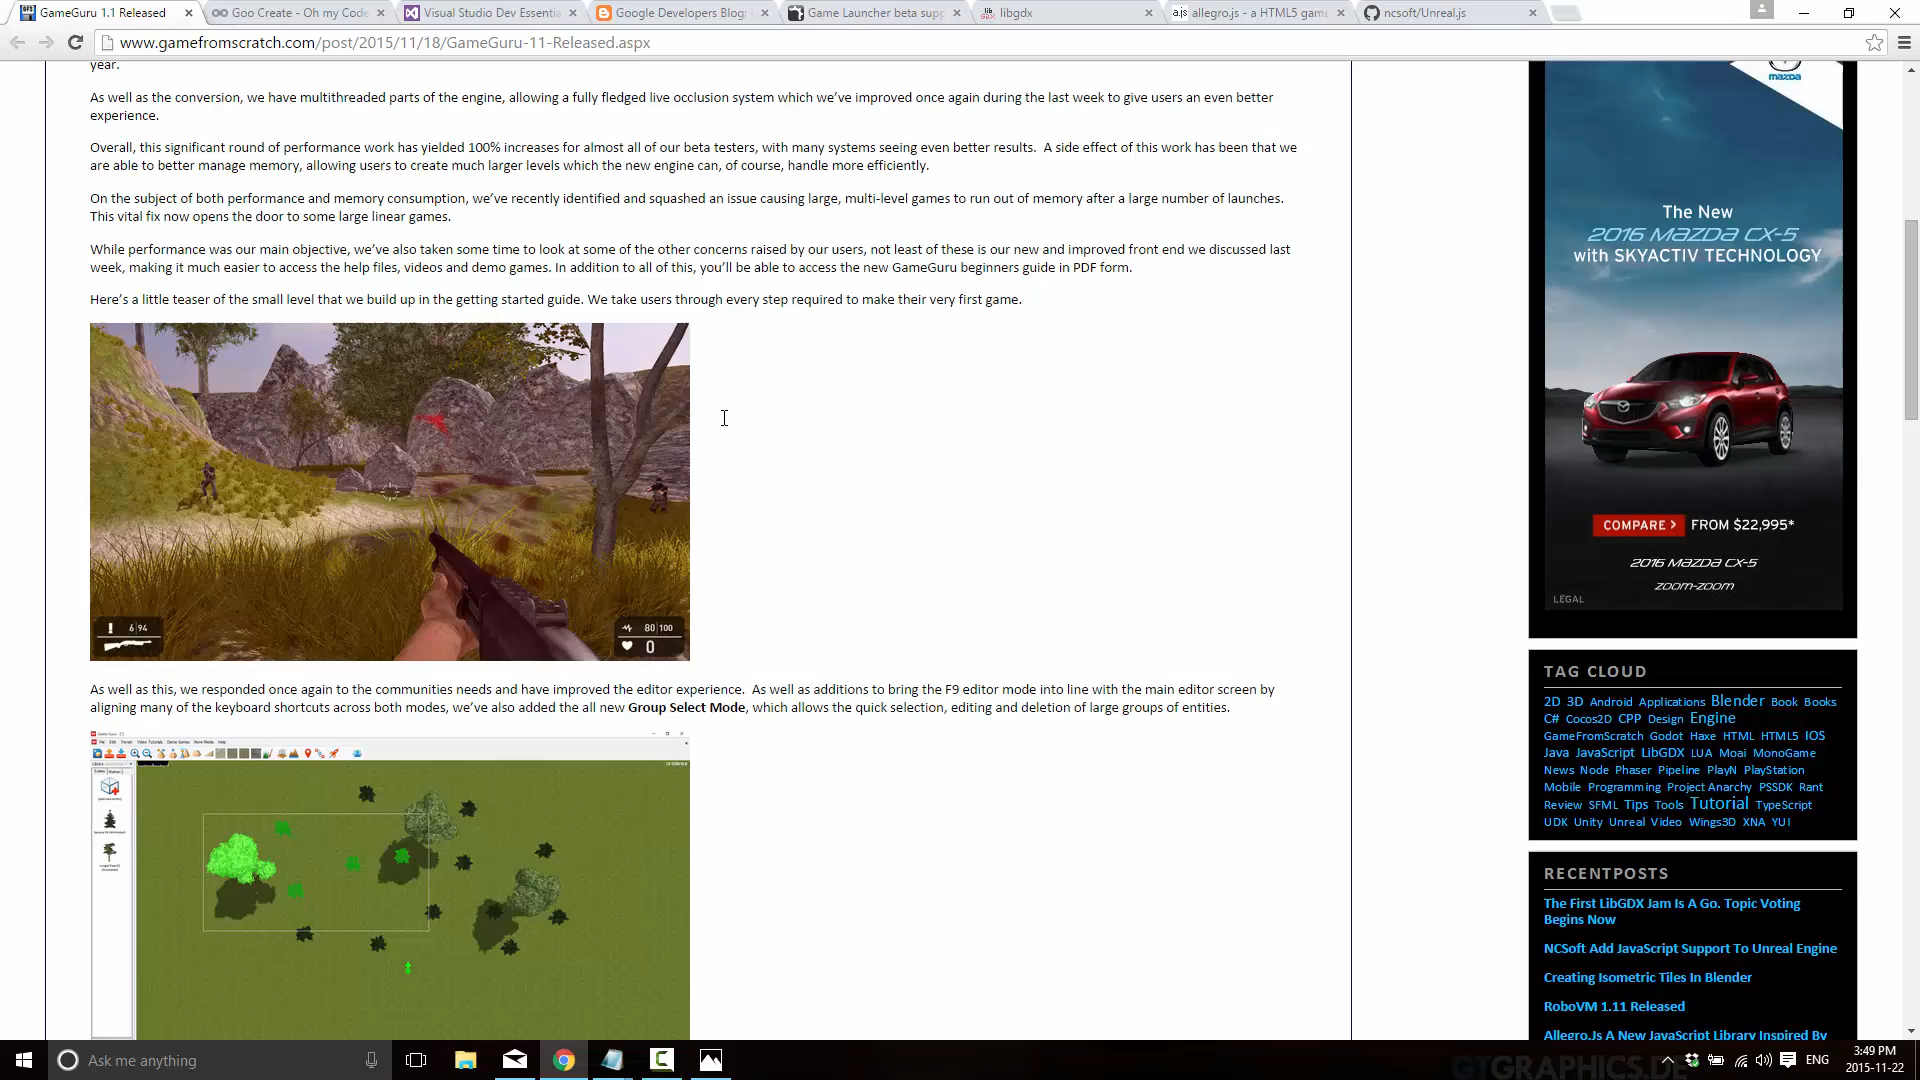 GameGuru 1.1 Released
Goo Create - Oh my Code
Visual Studio Dev Essentia
Google Developers Blog:
Game Launcher beta supp
libgdx
allegro.js - a HTML5 game
ncsoft/Unreal.js
www.gamefromscratch.com/post/2015/11/18/GameGuru-11-Released.aspx
year.
As well as the conversion, we have multithreaded parts of the engine, allowing a fully fledged live occlusion system which we've improved once again during the last week to give users an even better
experience.
Overall, this significant round of performance work has yielded 100% increases for almost all of our beta testers, with many systems seeing even better results. A side effect of this work has been that we
are able to better manage memory, allowing users to create much larger levels which the new engine can, of course, handle more efficiently.
On the subject of both performance and memory consumption, we've recently identified and squashed an issue causing large, multi-level games to run out of memory after a large number of launches.
This vital fix now opens the door to some large linear games.
While performance was our main objective, we've also taken some time to look at some of the other concerns raised by our users, not least of these is our new and improved front end we discussed last
week, making it much easier to access the help files, videos and demo games. In addition to all of this, you'll be able to access the new GameGuru beginners guide in PDF form.
Here's a little teaser of the small level that we build up in the getting started guide. We take users through every step required to make their very first game.
6|94
80|100
0
As well as this, we responded once again to the communities needs and have improved the editor experience. As well as additions to bring the F9 editor mode into line with the main editor screen by
aligning many of the keyboard shortcuts across both modes, we've also added the all new Group Select Mode, which allows the quick selection, editing and deletion of large groups of entities.
mazda
The New
2016 Mazda CX-5
with SKYACTIV TECHNOLOGY
COMPARE > FROM $22,995*
2016 Mazda CX-5
zoom-zoom
LEGAL
TAG CLOUD
2D 3D Android Applications Blender Book Books
C# Cocos2D CPP Design Engine
GameFromScratch Godot Haxe HTML HTML5 IOS
Java JavaScript LibGDX LUA Moai MonoGame
News Node Phaser Pipeline PlayN PlayStation
Mobile Programming Project Anarchy PSSDK Rant
Review SFML Tips Tools Tutorial TypeScript
UDK Unity Unreal Video Wings3D XNA YUI
RECENTPOSTS
The First LibGDX Jam Is A Go. Topic Voting
Begins Now
NCSoft Add JavaScript Support To Unreal Engine
Creating Isometric Tiles In Blender
RoboVM 1.11 Released
Allegro.Js A New JavaScript Library Inspired By
Ask me anything
GTGRAPHICS.DE
ENG
3:49 PM
2015-11-22